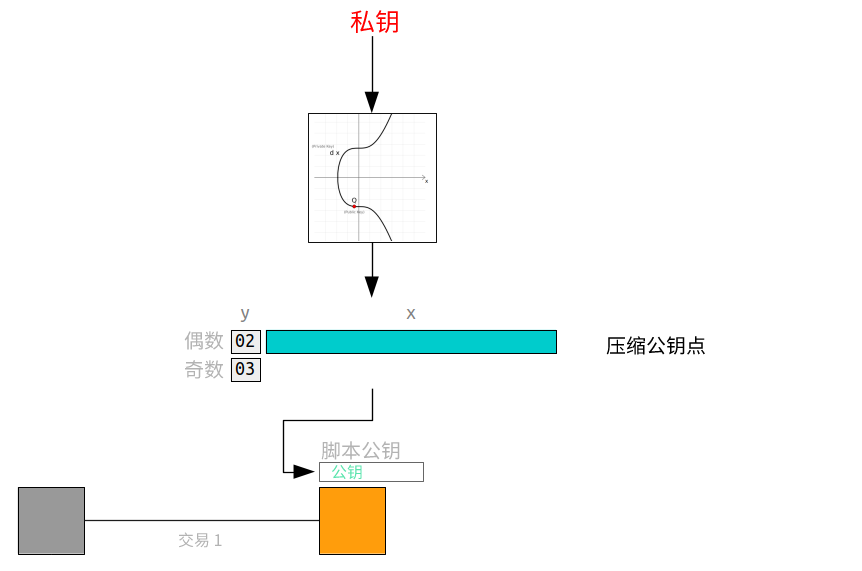 私钥
(Private Key)
d x
x
Q
(Public Key)
y x
偶数 02
压缩公钥点
奇数 03
脚本公钥
公钥
交易 1